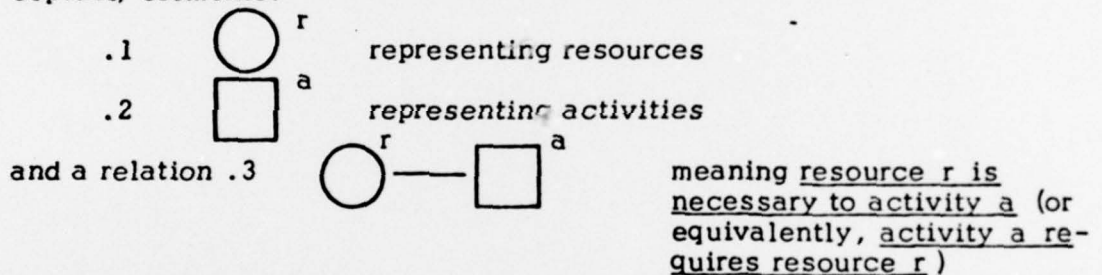 r
.1 representing resources
a
.2 representing activities
and a relation .3 r a meaning resource r is
necessary to activity a (or
equivalently, activity a re-
quires resource r )